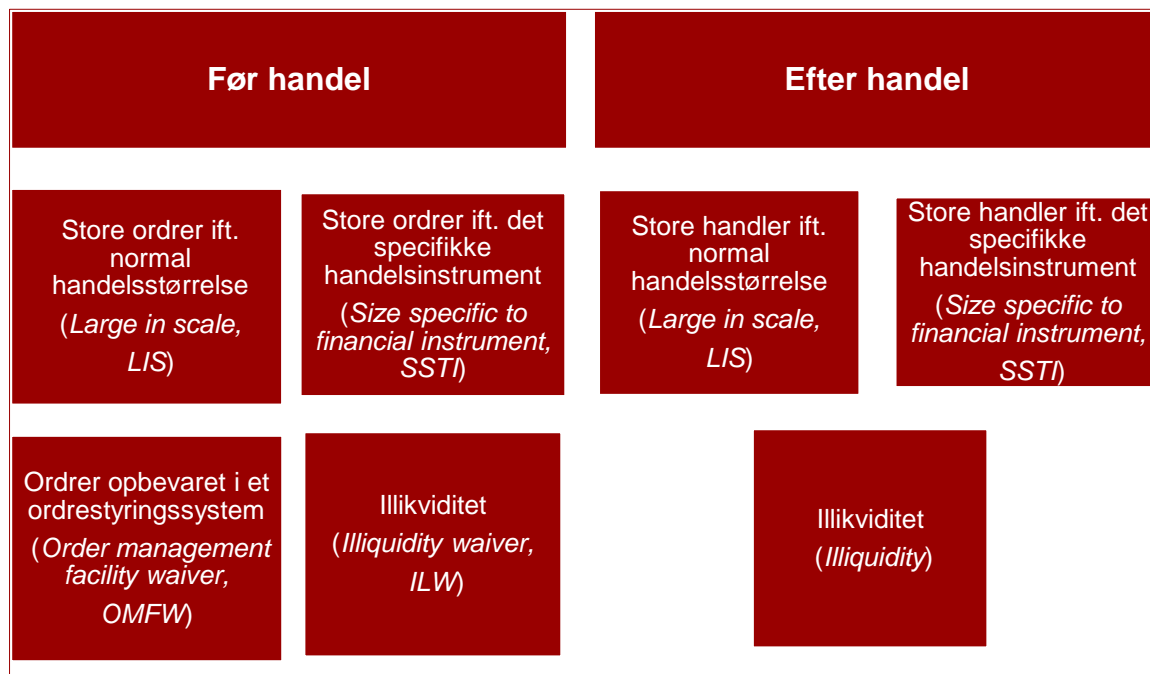 Før handel
Efter handel
Store ordrer ift.
normal
handelsstørrelse
(Large in scale,
LIS)
Store ordrer ift. det
specifikke
handelsinstrument
(Size specific to
financial instrument,
SSTI)
Store handler ift.
normal
handelsstørrelse
(Large in scale,
LIS)
Store handler ift. det
specifikke
handelsinstrument
(Size specific to
financial instrument,
SSTI)
Ordrer opbevaret i et
ordrestyringssystem
(Order management
facility waiver,
OMFW)
Illikviditet
(Illiquidity waiver,
ILW)
Illikviditet
(Illiquidity)